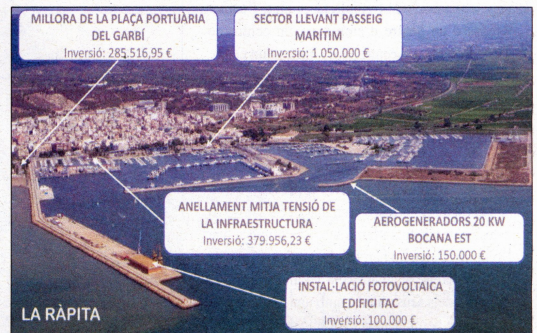 MILLORA DE LA PLAÇA PORTUÀRIA
DEL GARBÍ
Inversió: 285.516,95 €
SECTOR LLEVANT PASSEIG
MARÍTIM
Inversió: 1.050.000 €
ANELLAMENT MITJA TENSIÓ DE
LA INFRAESTRUCTURA
Inversió: 379.956,23 €
AEROGENERADORS 20 KW
BOCANA EST
Inversió: 150.000 €
INSTAL·LACIÓ FOTOVOLTAICA
EDIFICI TAC
Inversió: 100.000 €
LA RÀPITA